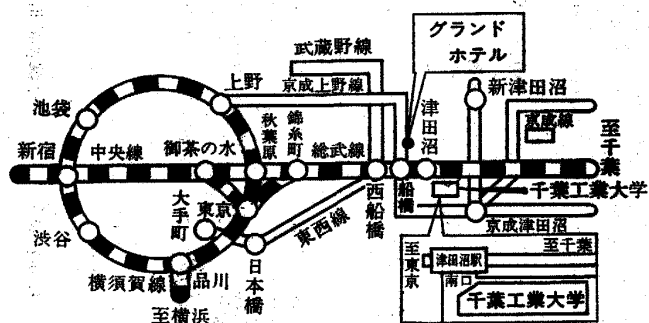 グランド
ホテル
武蔵野線
上野
京成上野線
新津田沼
池袋
秋葉原
錦糸町
津田沼
京成線
新宿
中央線
御茶の水
総武線
至千葉
大手町
東京
西船橋
船橋
千葉工業大学
渋谷
東西線
京成津田沼
横須賀線
品川
日本橋
至横浜
至東京
津田沼駅
至千葉
南口
千葉工業大学